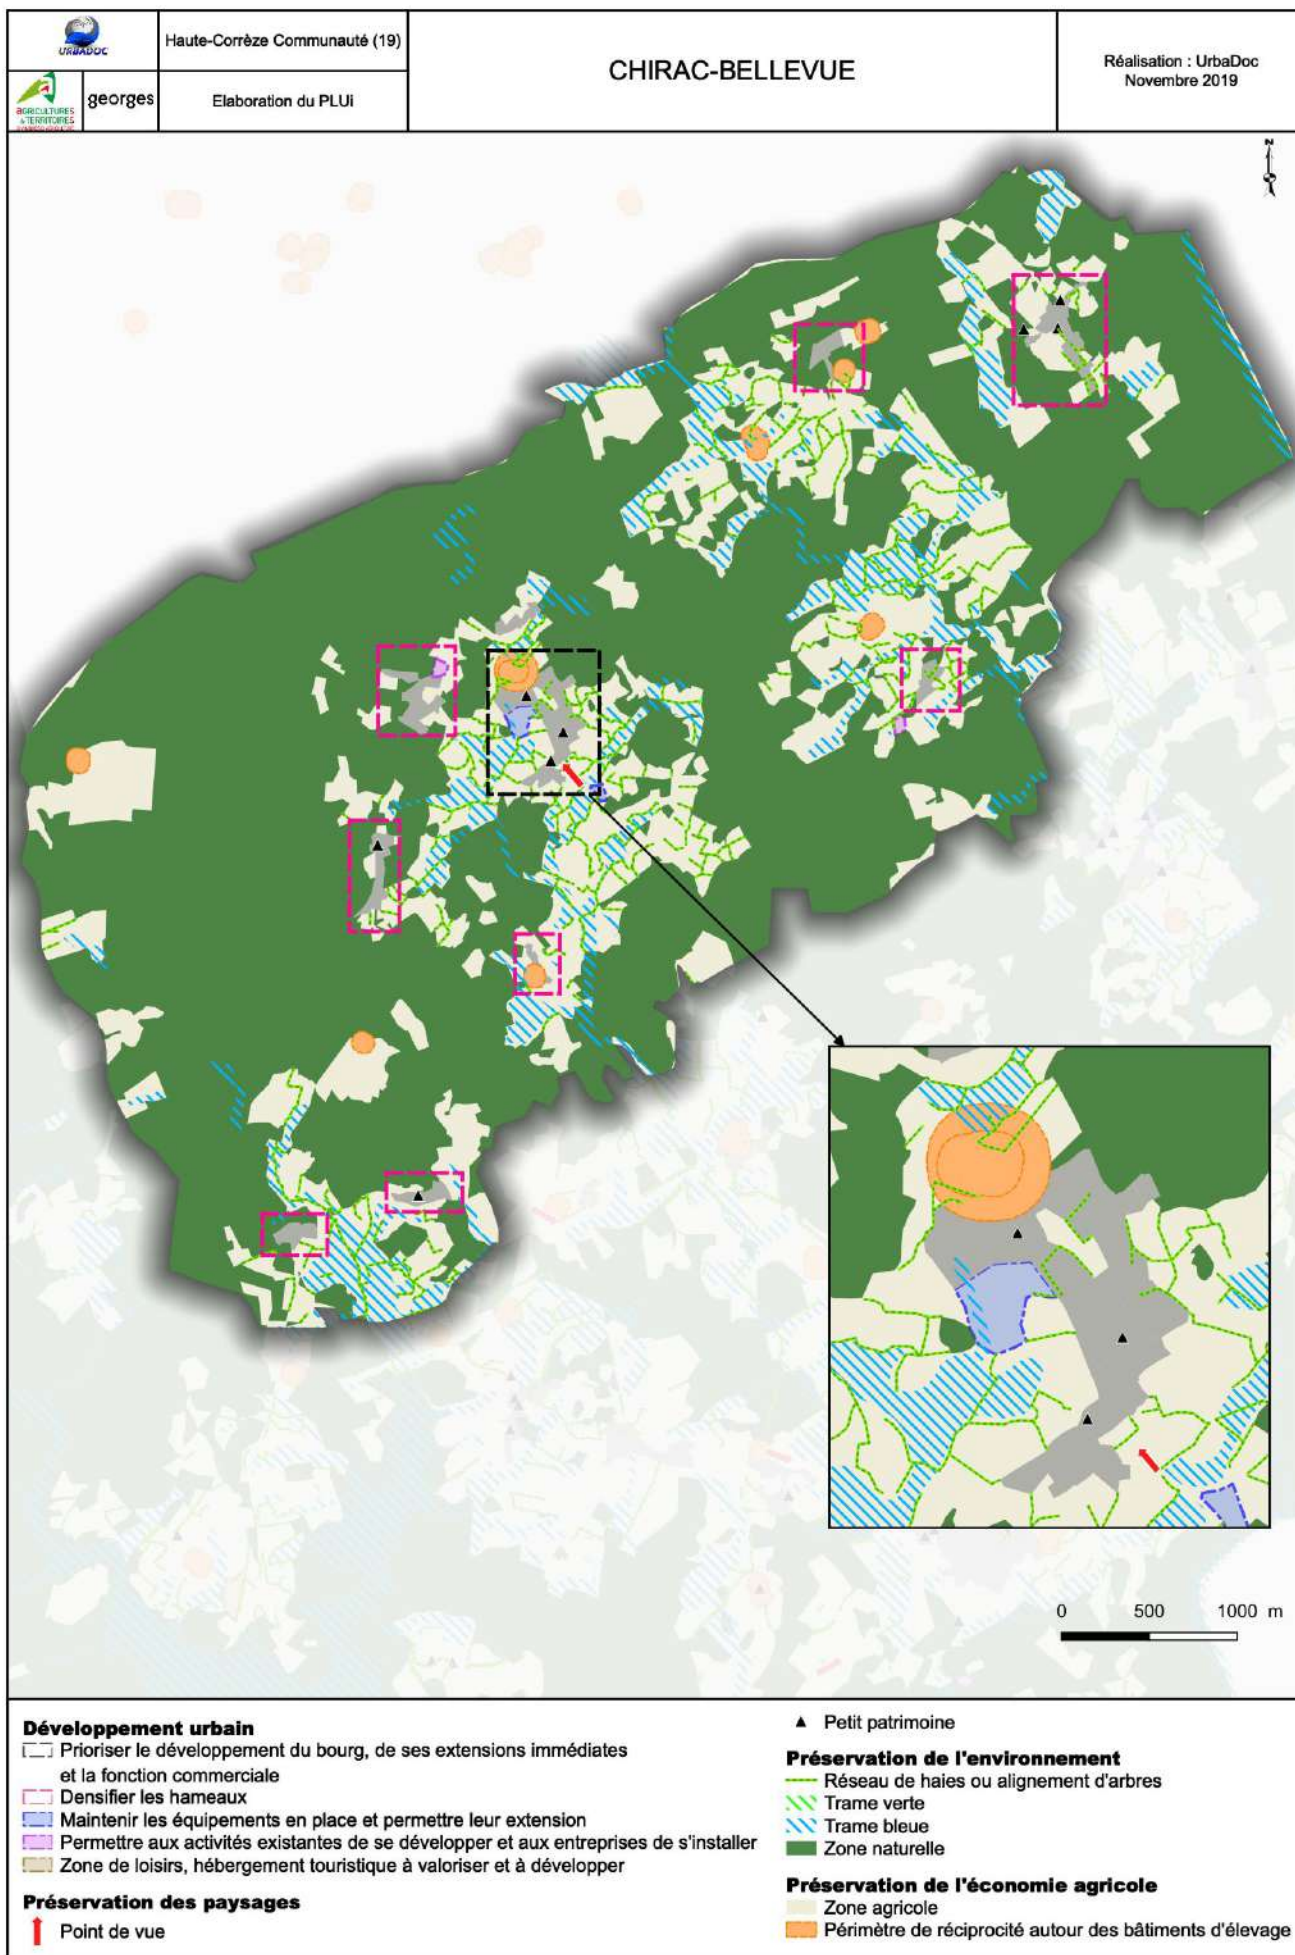 URBADOC
Haute-Corrèze Communauté (19)
AGRICULTURES
& TERRITOIRES
georges
Elaboration du PLUi
CHIRAC-BELLEVUE
Réalisation : UrbaDoc
Novembre 2019
N
0 500 1000 m
Développement urbain
Prioriser le développement du bourg, de ses extensions immédiates
et la fonction commerciale
Densifier les hameaux
Maintenir les équipements en place et permettre leur extension
Permettre aux activités existantes de se développer et aux entreprises de s'installer
Zone de loisirs, hébergement touristique à valoriser et à développer
Préservation des paysages
Point de vue
Petit patrimoine
Préservation de l'environnement
Réseau de haies ou alignement d'arbres
Trame verte
Trame bleue
Zone naturelle
Préservation de l'économie agricole
Zone agricole
Périmètre de réciprocité autour des bâtiments d'élevage